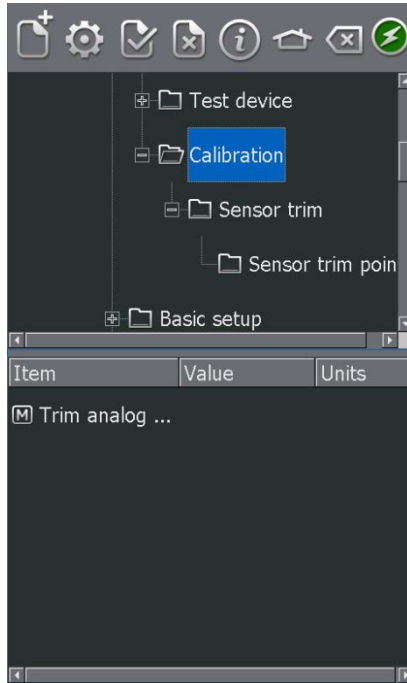 Test device
Calibration
Sensor trim
Sensor trim poin
Basic setup
Item Value Units
M Trim analog ...